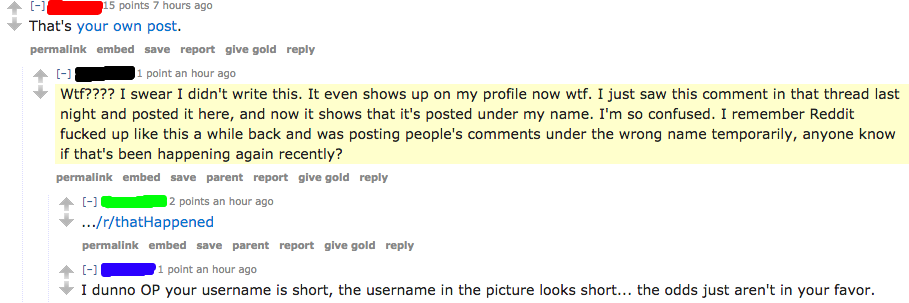 [-] 15 points 7 hours ago
That's your own post.
permalink embed save report give gold reply
[-] 1 point an hour ago
Wtf???? I swear I didn't write this. It even shows up on my profile now wtf. I just saw this comment in that thread last
night and posted it here, and now it shows that it's posted under my name. I'm so confused. I remember Reddit
fucked up like this a while back and was posting people's comments under the wrong name temporarily, anyone know
if that's been happening again recently?
permalink embed save parent report give gold reply
[-] 2 points an hour ago
.../r/thatHappened
permalink embed save parent report give gold reply
[-] 1 point an hour ago
I dunno OP your username is short, the username in the picture looks short... the odds just aren't in your favor.